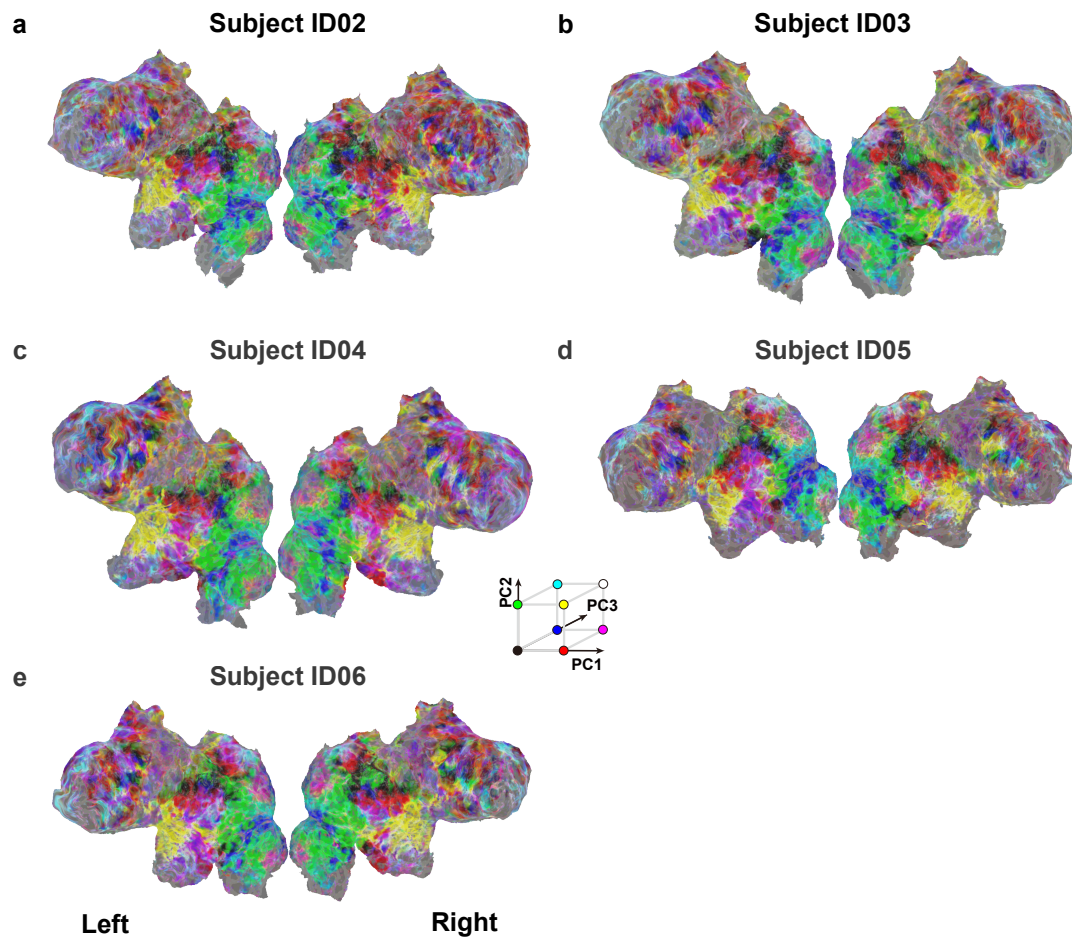 a
Subject ID02
b
Subject ID03
c
Subject ID04
d
Subject ID05
PC2
PC3
PC1
e
Subject ID06
Left
Right